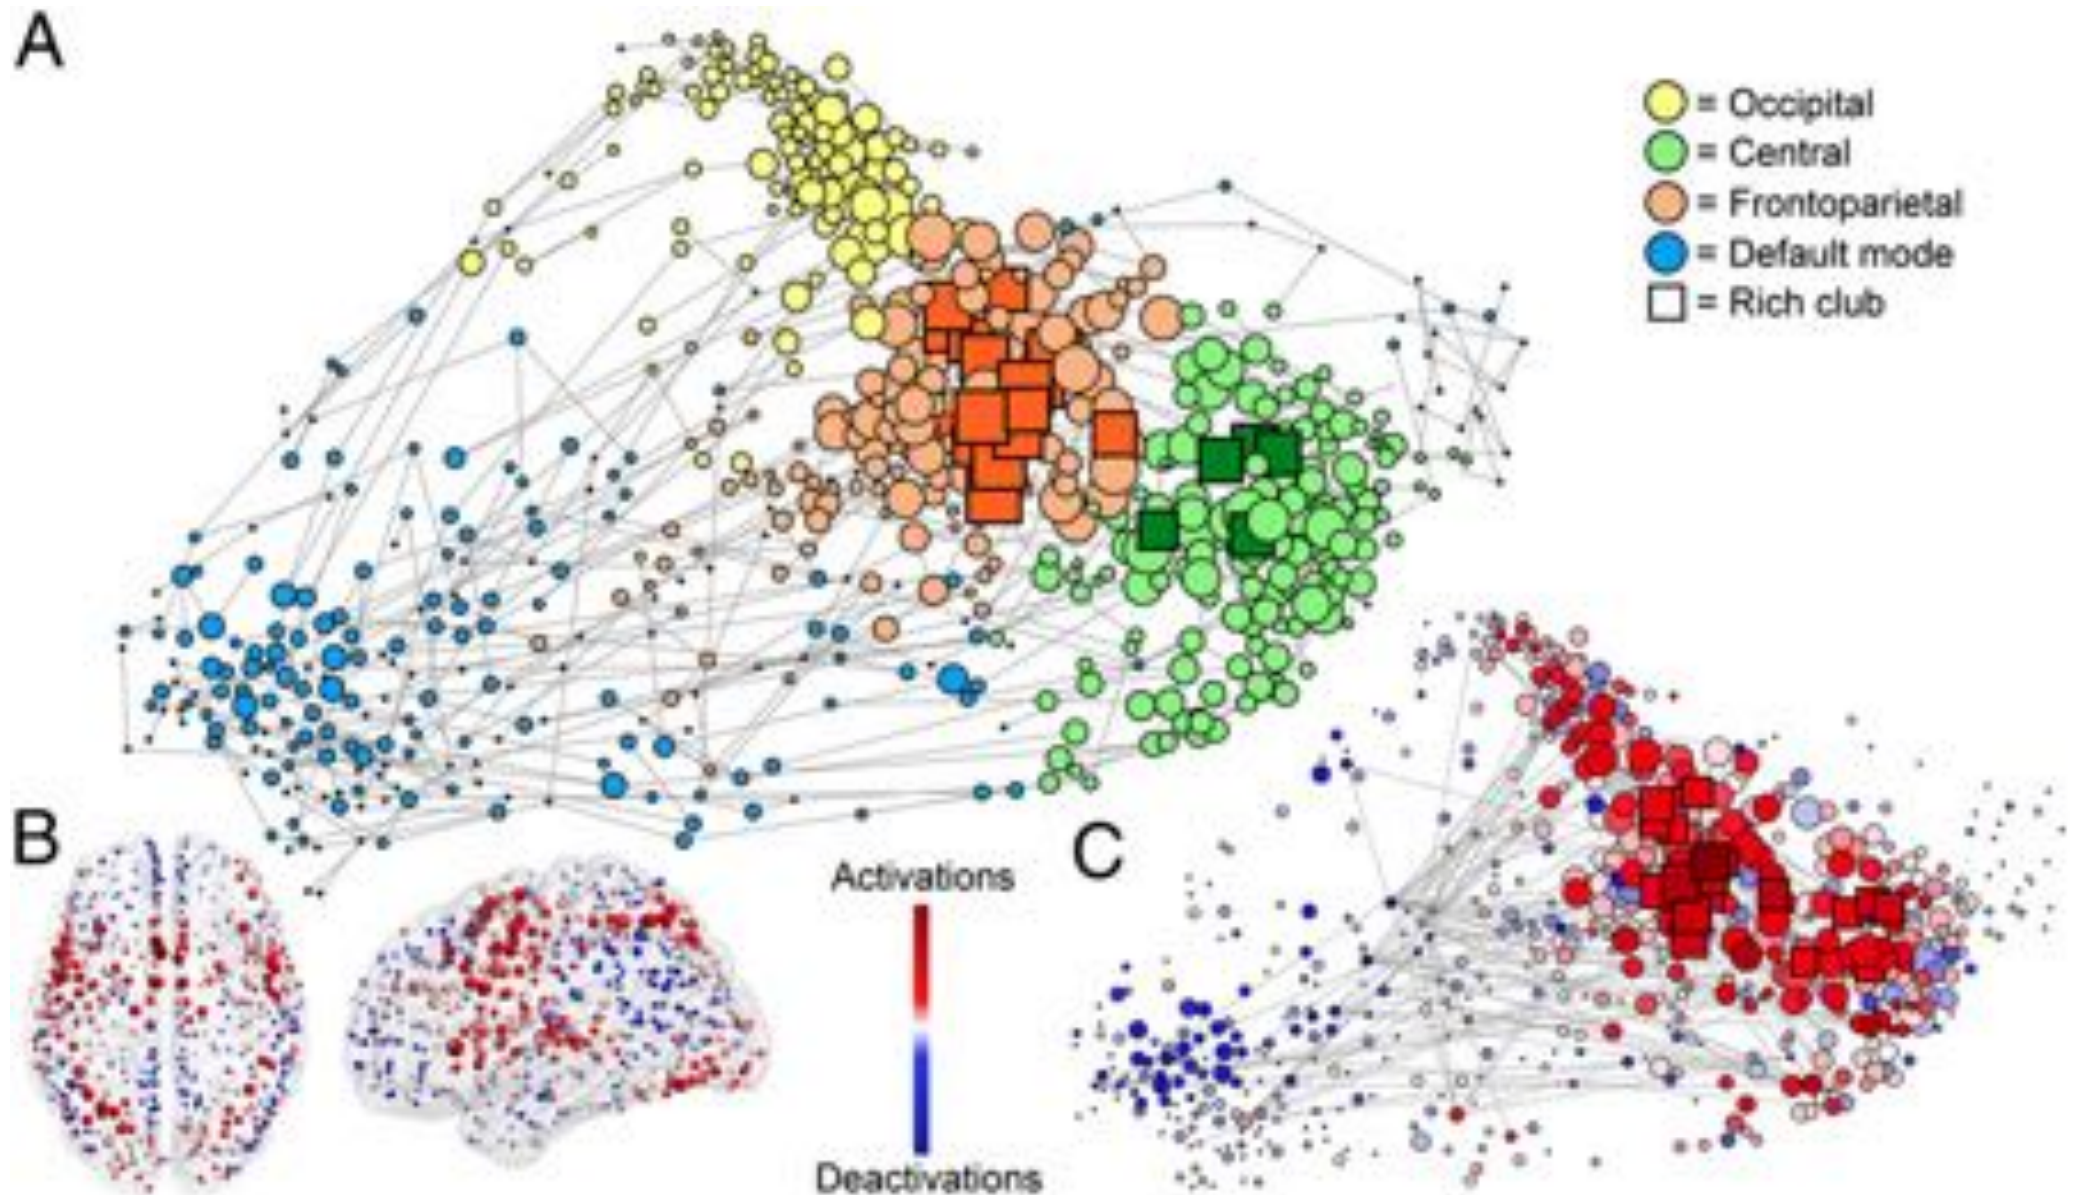 A
= Occipital
= Central
= Frontoparietal
= Default mode
= Rich club
B
Activations
Deactivations
C